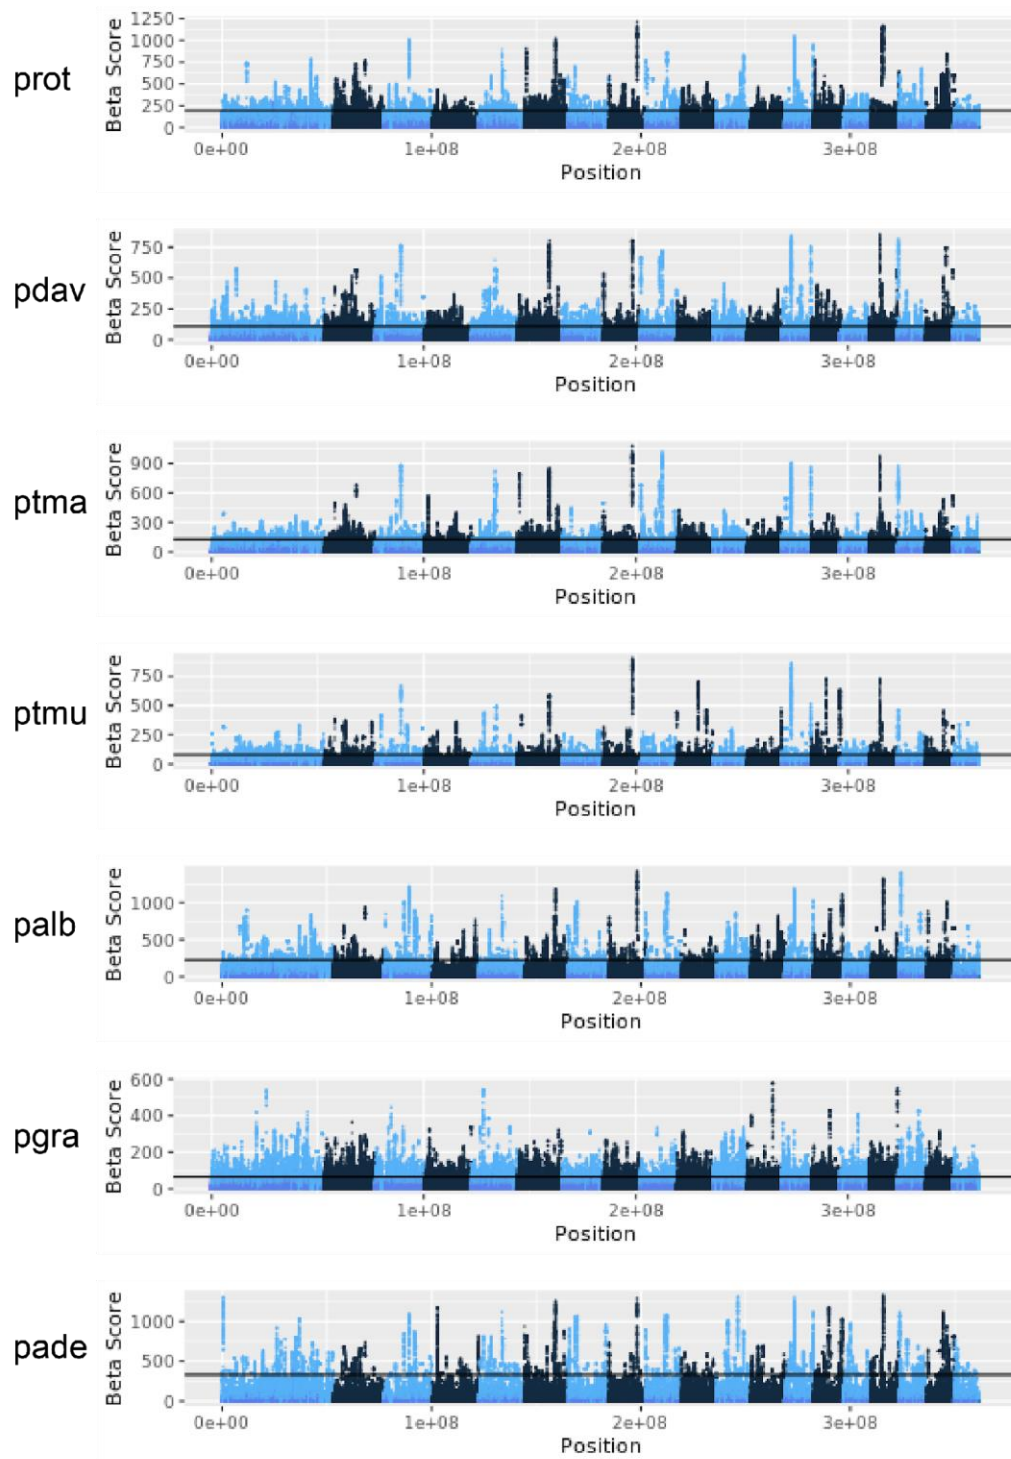 prot
Beta Score
1250
1000
750
500
250
0
0e+00 1e+08 2e+08 3e+08
Position
pdav
Beta Score
750
500
250
0
0e+00 1e+08 2e+08 3e+08
Position
ptma
Beta Score
900
600
300
0
0e+00 1e+08 2e+08 3e+08
Position
ptmu
Beta Score
750
500
250
0
0e+00 1e+08 2e+08 3e+08
Position
palb
Beta Score
1000
500
0
0e+00 1e+08 2e+08 3e+08
Position
pgra
Beta Score
600
400
200
0
0e+00 1e+08 2e+08 3e+08
Position
pade
Beta Score
1000
500
0
0e+00 1e+08 2e+08 3e+08
Position